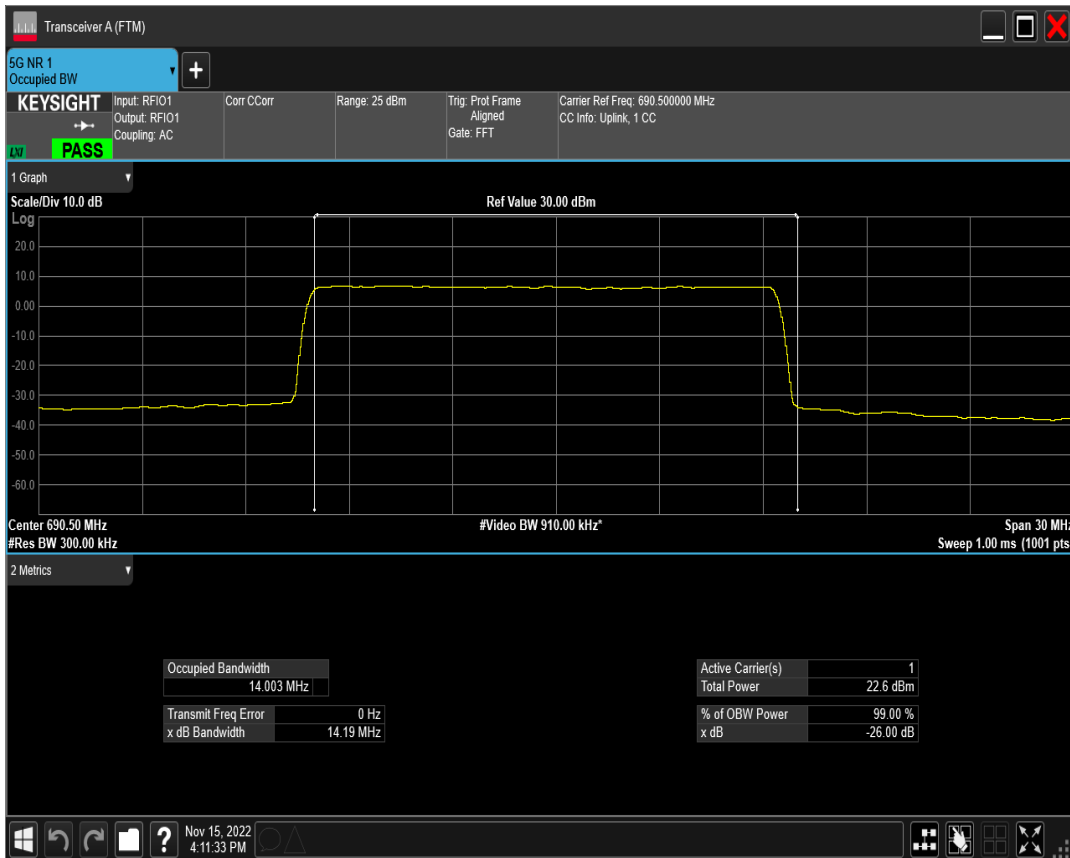 Transceiver A (FTM)
5G NR 1
Occupied BW
+
KEYSIGHT
LXI
PASS
Input: RFIO1
Output: RFIO1
Coupling: AC
Corr CCorr
Range: 25 dBm
Trig: Prot Frame
Aligned
Gate: FFT
Carrier Ref Freq: 690.500000 MHz
CC Info: Uplink, 1 CC
1 Graph
Scale/Div 10.0 dB
Ref Value 30.00 dBm
Log
20.0
10.0
0.00
-10.0
-20.0
-30.0
-40.0
-50.0
-60.0
Center 690.50 MHz
#Video BW 910.00 kHz*
Span 30 MHz
#Res BW 300.00 kHz
Sweep 1.00 ms (1001 pts
2 Metrics
Occupied Bandwidth
14.003 MHz
Transmit Freq Error 0 Hz
x dB Bandwidth 14.19 MHz
Active Carrier(s) 1
Total Power 22.6 dBm
% of OBW Power 99.00 %
x dB -26.00 dB
?
Nov 15, 2022
4:11:33 PM